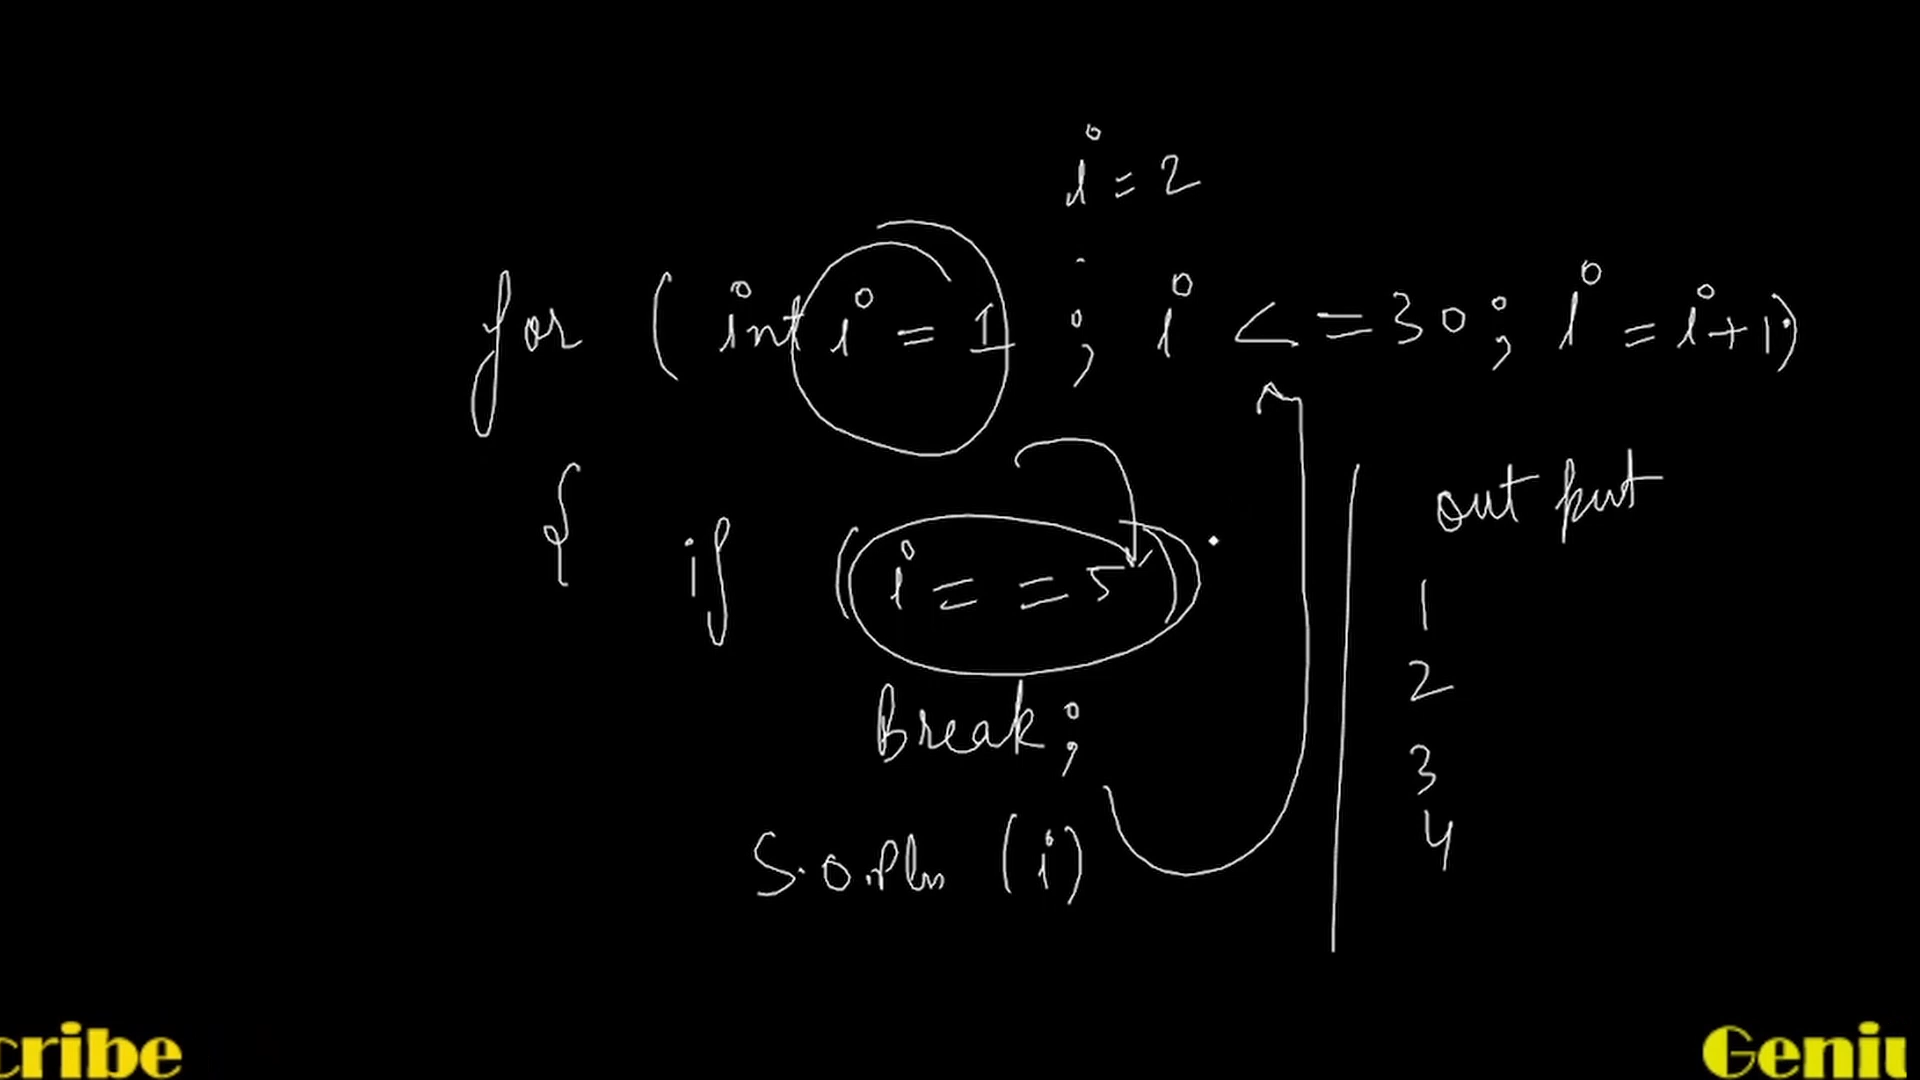 i = 2
for ( int i = 1 ; i < = 30 ; i = i + 1 )
{ if ( i = = 5 )
Break ;
S.O.Pln ( i )
out put
1
2
3
4
cribe
Geniu